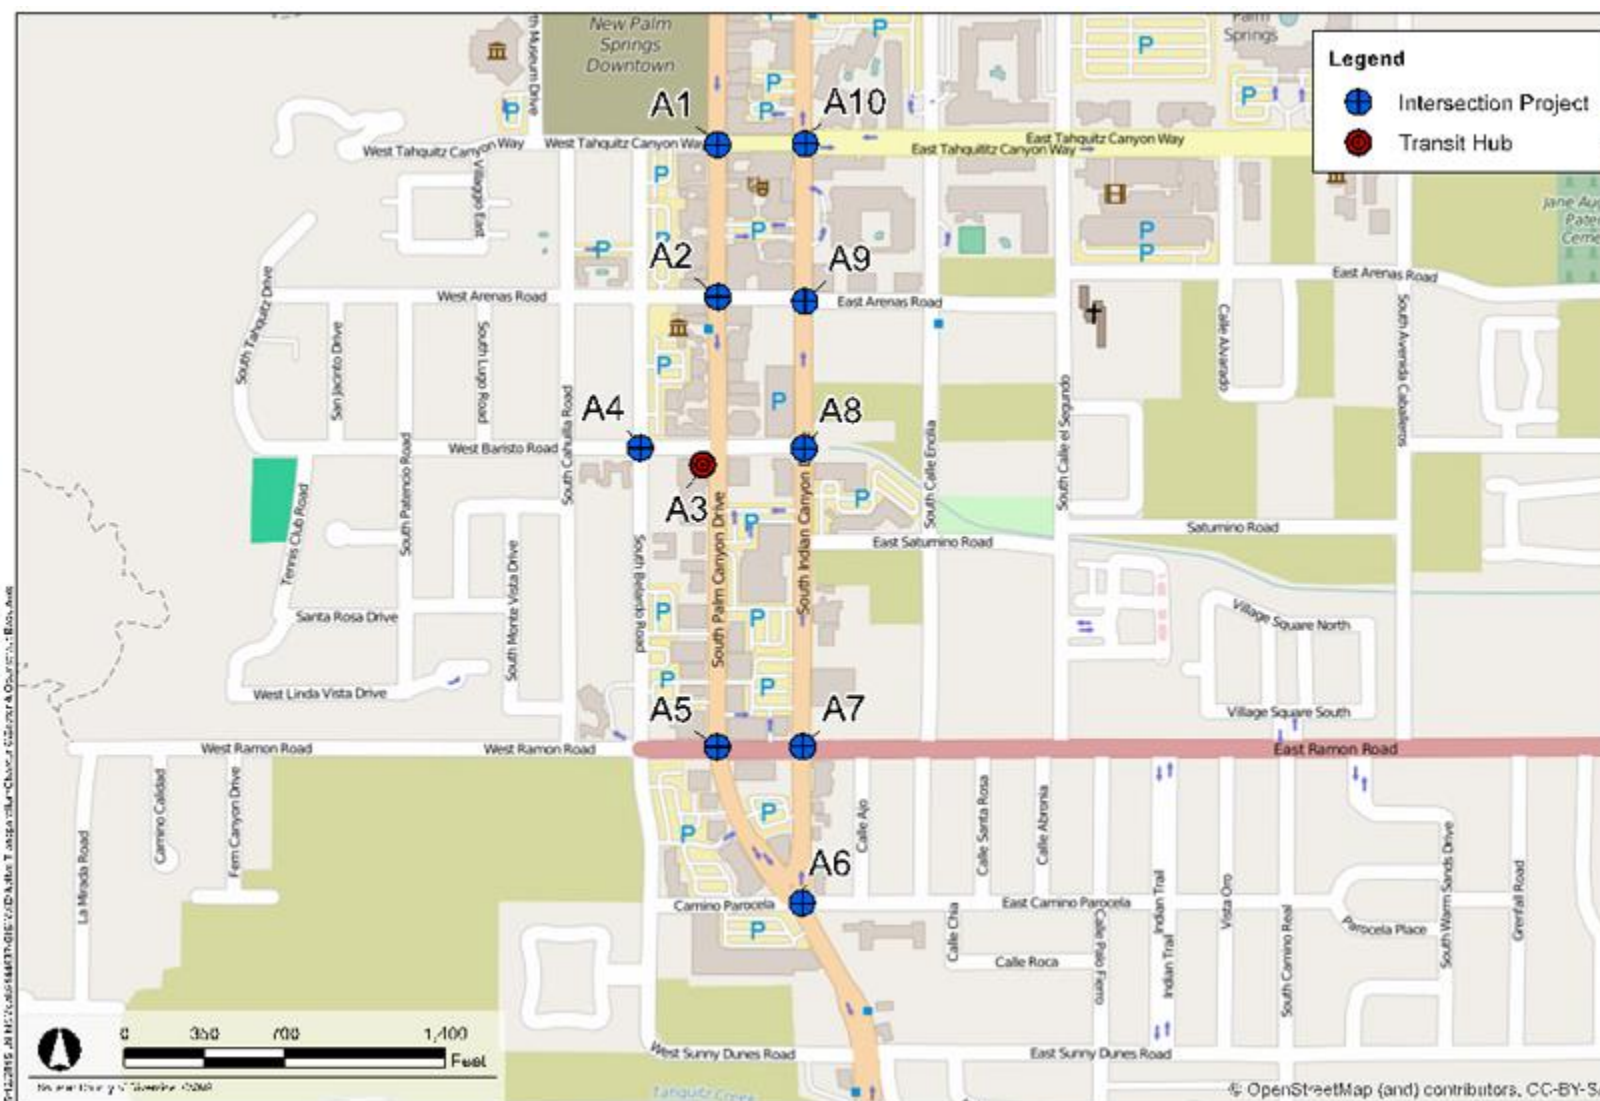 New Palm
Springs
Downtown
Palm
Springs
Legend
Intersection Project
Transit Hub
A1
A10
West Tahquitz Canyon Way
West Tahquitz Canyon Way
East Tahquitz Canyon Way
East Tahquititz Canyon Way
Villaggio East
A2
A9
South Tahquitz Drive
West Arenas Road
East Arenas Road
East Arenas Road
San Jacinto Drive
South Lugo Road
South Cahuilla Road
South Patencio Road
Calle Alvarado
South Avenida Caballeros
South Calle Encilia
South Calle el Segundo
A4
A8
West Baristo Road
A3
Tennis Club Road
South Monte Vista Drive
South Belardo Road
South Palm Canyon Drive
South Indian Canyon
East Saturnino Road
Saturnino Road
Santa Rosa Drive
Village Square North
West Linda Vista Drive
Village Square South
A5
A7
West Ramon Road
West Ramon Road
East Ramon Road
La Mirada Road
Camino Calidad
Fern Canyon Drive
Calle Ajo
Calle Santa Rosa
Calle Abronia
A6
Camino Parocela
East Camino Parocela
Calle Chia
Calle Roca
Calle Palo Fierro
Indian Trail
Indian Trail
Vista Oro
South Camino Real
Parocela Place
South Warm Sands Drive
Grenfall Road
0 350 700 1,400
Feet
West Sunny Dunes Road
East Sunny Dunes Road
Tahquitz Creek
© OpenStreetMap (and) contributors, CC-BY-SA